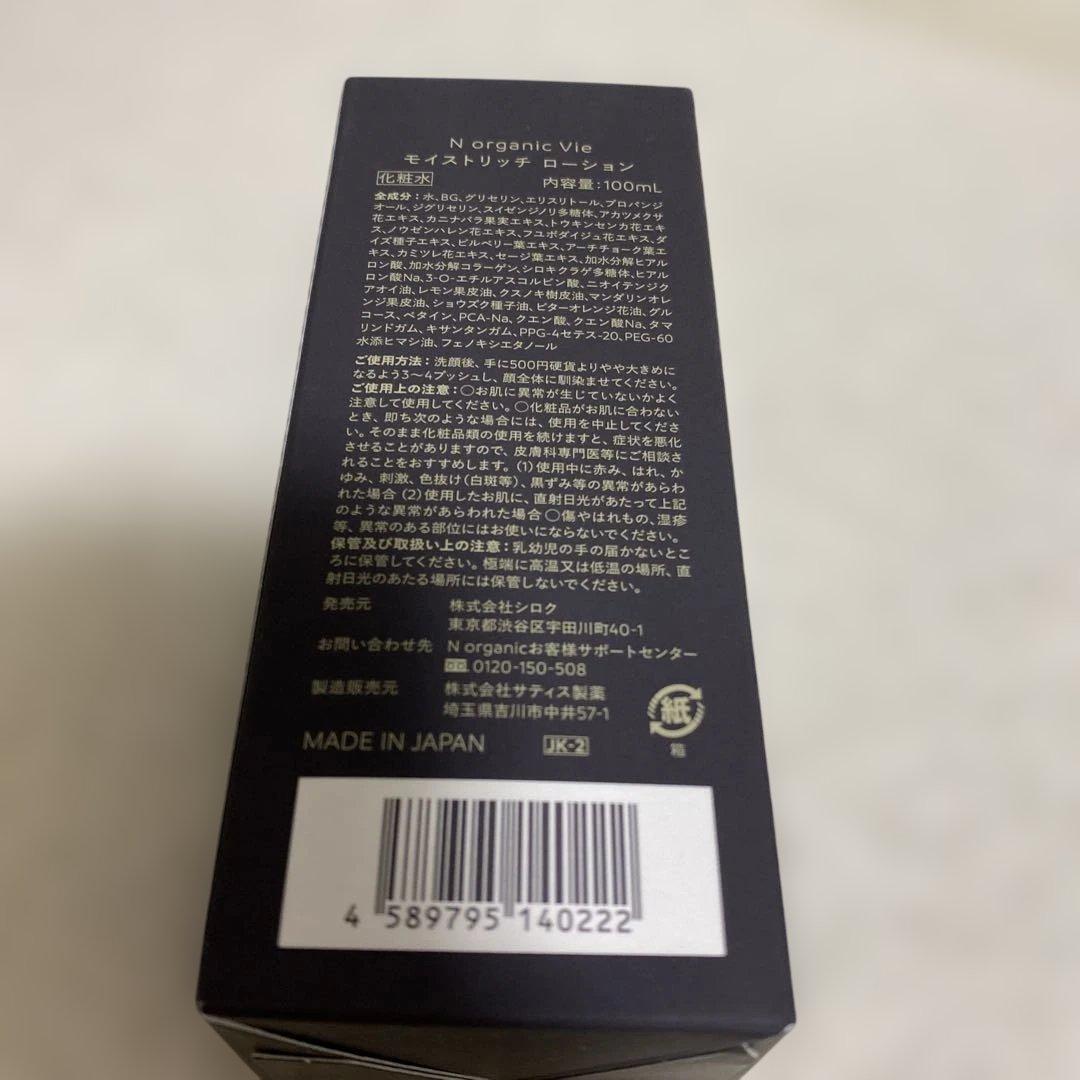 N organic Vie
モイストリッチ ローション
化粧水 内容量:100mL
全成分:水、BG、グリセリン、エリスリトール、プロパンジ
オール、ジグリセリン、スイゼンジノリ多糖体、アカツメクサ
花エキス、カニナバラ果実エキス、トウキンセンカ花エキ
ス、ノウゼンハレン花エキス、フユボダイジュ花エキス、ダ
イズ種子エキス、ビルベリー葉エキス、アーチチョーク葉エ
キス、カミツレ花エキス、セージ葉エキス、加水分解ヒアル
ロン酸、加水分解コラーゲン、シロキクラゲ多糖体、ヒアル
ロン酸Na、3-O-エチルアスコルビン酸、ニオイテンジク
アオイ油、レモン果皮油、クスノキ樹皮油、マンダリンオレ
ンジ果皮油、ショウズク種子油、ビターオレンジ花油、グル
コース、ベタイン、PCA-Na、クエン酸、クエン酸Na、タマ
リンドガム、キサンタンガム、PPG-4セテス-20、PEG-60
水添ヒマシ油、フェノキシエタノール
ご使用方法:洗顔後、手に500円硬貨よりやや大きめに
なるよう3〜4プッシュし、顔全体に馴染ませてください。
ご使用上の注意:○お肌に異常が生じていないかよく
注意して使用してください。○化粧品がお肌に合わない
とき、即ち次のような場合には、使用を中止してくださ
い。そのまま化粧品類の使用を続けますと、症状を悪化
させることがありますので、皮膚科専門医等にご相談さ
れることをおすすめします。(1)使用中に赤み、はれ、か
ゆみ、刺激、色抜け(白斑等)、黒ずみ等の異常があらわ
れた場合 (2)使用したお肌に、直射日光があたって上記
のような異常があらわれた場合 ○傷やはれもの、湿疹
等、異常のある部位にはお使いにならないでください。
保管及び取扱い上の注意:乳幼児の手の届かないとこ
ろに保管してください。極端に高温又は低温の場所、直
射日光のあたる場所には保管しないでください。
発売元 株式会社シロク
東京都渋谷区宇田川町40-1
お問い合わせ先 N organicお客様サポートセンター
0120-150-508
製造販売元 株式会社サティス製薬
埼玉県吉川市中井57-1
紙
箱
MADE IN JAPAN JK-2
4 589795 140222